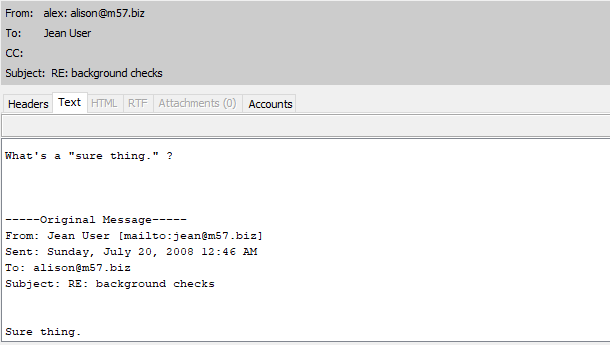 From: alex: alison@m57.biz
To: Jean User
CC:
Subject: RE: background checks
Headers Text HTML RTF Attachments (0) Accounts
What's a "sure thing." ?
-----Original Message-----
From: Jean User [mailto:jean@m57.biz]
Sent: Sunday, July 20, 2008 12:46 AM
To: alison@m57.biz
Subject: RE: background checks
Sure thing.